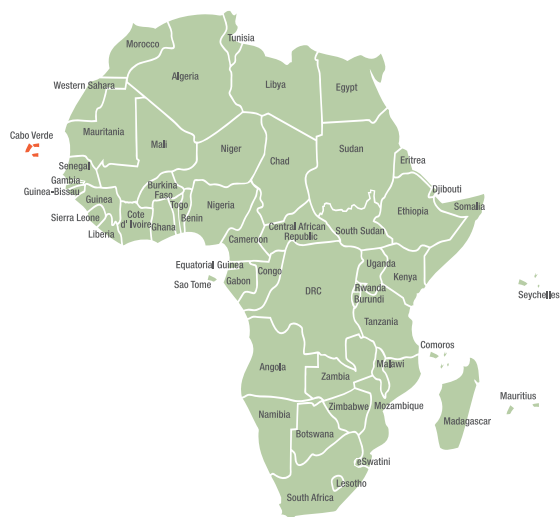 Tunisia
Morocco
Algeria
Libya
Egypt
Western Sahara
Cabo Verde
Mauritania
Mali
Niger
Chad
Sudan
Eritrea
Senegal
Gambia
Guinea-Bissau
Guinea
Burkina
Faso
Djibouti
Sierra Leone
Cote
d' Ivoire
Ghana
Togo
Benin
Nigeria
Ethiopia
Somalia
Liberia
Cameroon
Central African
Republic
South Sudan
Equatorial Guinea
Sao Tome
Gabon
Congo
DRC
Uganda
Kenya
Rwanda
Burundi
Seychelles
Tanzania
Comoros
Angola
Zambia
Malawi
Mozambique
Mauritius
Madagascar
Namibia
Zimbabwe
Botswana
eSwatini
Lesotho
South Africa